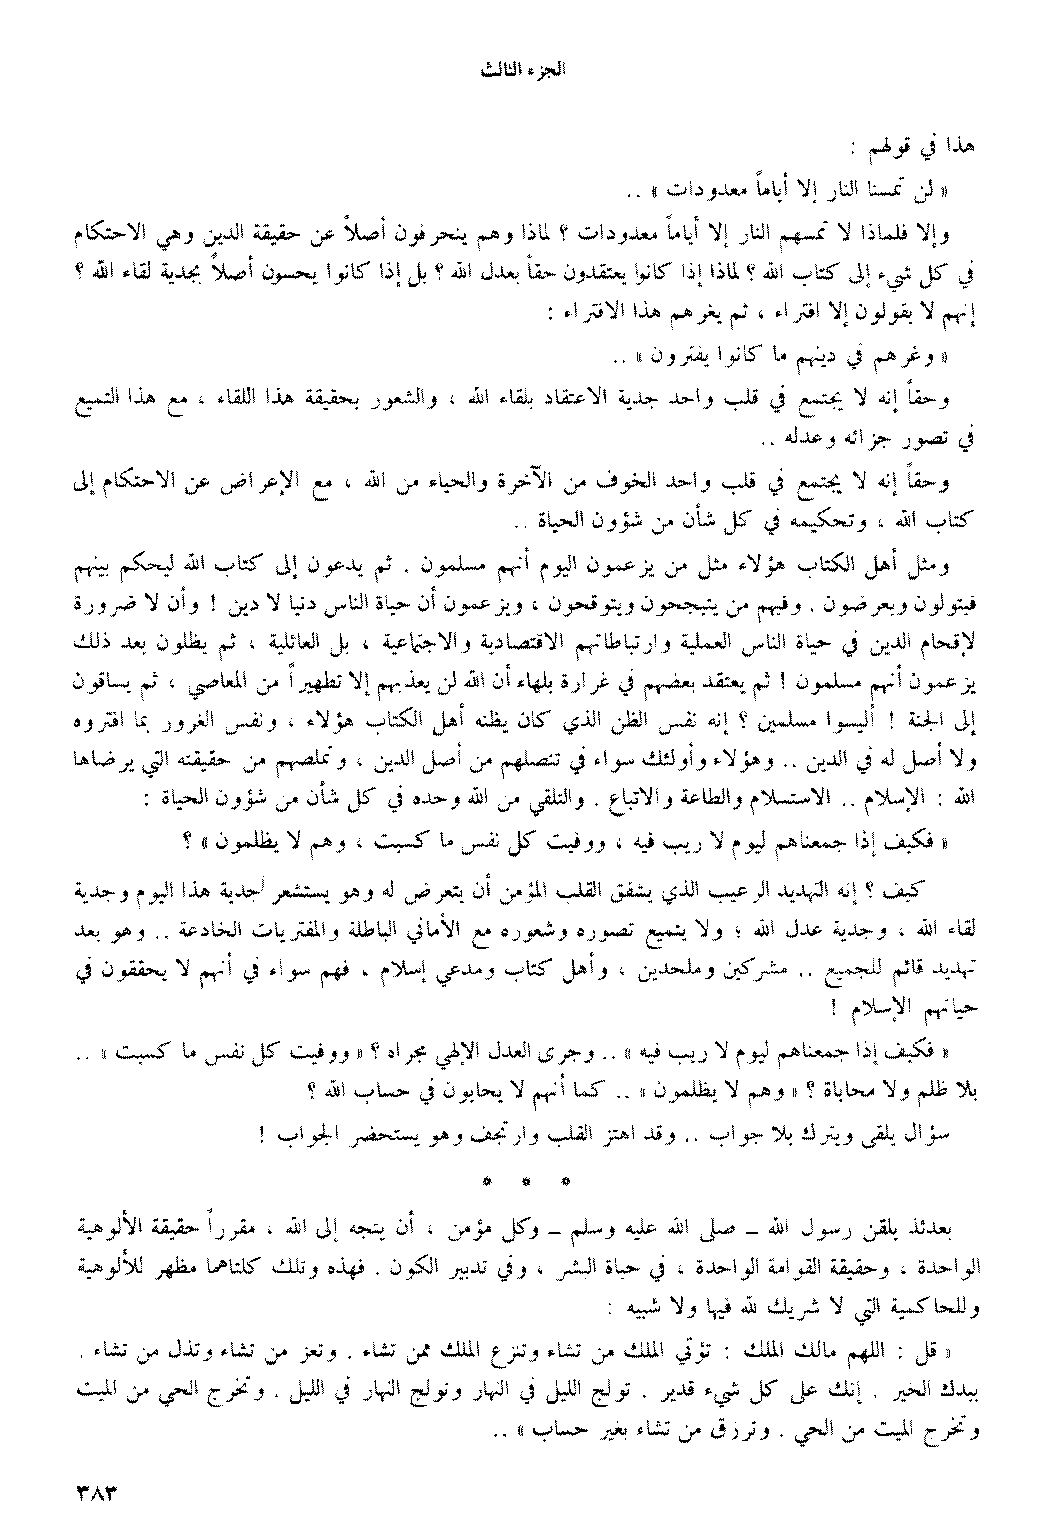 الجزء الثالث
هذا في قولهم :
« لن تمسنا النار إلا أياماً معدودات » ..
وإلا فلماذا لا تمسهم النار إلا أياماً معدودات ؟ لماذا وهم ينحرفون أصلاً عن حقيقة الدين وهي الاحتكام
في كل شيء إلى كتاب الله ؟ لماذا إذا كانوا يعتقدون حقاً بعدل الله ؟ بل إذا كانوا يحسون أصلاً بجدية لقاء الله ؟
إنهم لا يقولون إلا افتراء ، ثم يغرهم هذا الافتراء :
« وغرهم في دينهم ما كانوا يفترون » ..
وحقاً إنه لا يجتمع في قلب واحد جدية الاعتقاد بلقاء الله ، والشعور بحقيقة هذا اللقاء ، مع هذا التميع
في تصور جزائه وعدله ..
وحقاً إنه لا يجتمع في قلب واحد الخوف من الآخرة والحياء من الله ، مع الإعراض عن الاحتكام إلى
كتاب الله ، وتحكيمه في كل شأن من شؤون الحياة ..
ومثل أهل الكتاب هؤلاء مثل من يزعمون اليوم أنهم مسلمون . ثم يدعون إلى كتاب الله ليحكم بينهم
فيتولون ويعرضون . وفيهم من يتبجحون ويتوقحون ، ويزعمون أن حياة الناس دنيا لا دين ! وأن لا ضرورة
لإقحام الدين في حياة الناس العملية وارتباطاتهم الاقتصادية والاجتماعية ، بل العائلية ، ثم يظلون بعد ذلك
يزعمون أنهم مسلمون ! ثم يعتقد بعضهم في غرارة بلهاء أن الله لن يعذبهم إلا تطهيراً من المعاصي ، ثم يساقون
إلى الجنة ! أليسوا مسلمين ؟ إنه نفس الظن الذي كان يظنه أهل الكتاب هؤلاء ، ونفس الغرور بما افتروه
ولا أصل له في الدين .. وهؤلاء وأولئك سواء في تنصلهم من أصل الدين ، وتملصهم من حقيقته التي يرضاها
الله : الإسلام .. الاستسلام والطاعة والاتباع . والتلقي من الله وحده في كل شأن من شؤون الحياة :
« فكيف إذا جمعناهم ليوم لا ريب فيه ، ووفيت كل نفس ما كسبت ، وهم لا يظلمون » ؟
كيف ؟ إنه التهديد الرعيب الذي يشفق القلب المؤمن أن يتعرض له وهو يستشعر جدية هذا اليوم وجدية
لقاء الله ، وجدية عدل الله ؛ ولا يتميع تصوره وشعوره مع الأماني الباطلة والمفتريات الخادعة .. وهو بعد
تهديد قائم للجميع .. مشركين وملحدين ، وأهل كتاب ومدعي إسلام ، فهم سواء في أنهم لا يحققون في
حياتهم الإسلام !
« فكيف إذا جمعناهم ليوم لا ريب فيه » .. وجرى العدل الإلهي مجراه ؟ « ووفيت كل نفس ما كسبت » ..
بلا ظلم ولا محاباة ؟ « وهم لا يظلمون » .. كما أنهم لا يحابون في حساب الله ؟
سؤال يلقى ويترك بلا جواب .. وقد اهتز القلب وارتجف وهو يستحضر الجواب !
* * *
بعدئذ يلقن رسول الله – صلى الله عليه وسلم – وكل مؤمن ، أن يتجه إلى الله ، مقرراً حقيقة الألوهية
الواحدة ، وحقيقة القوامة الواحدة ، في حياة البشر ، وفي تدبير الكون . فهذه وتلك كلتاهما مظهر للألوهية
وللحاكمية التي لا شريك لله فيها ولا شبيه :
« قل : اللهم مالك الملك : تؤتي الملك من تشاء وتنزع الملك ممن تشاء . وتعز من تشاء وتذل من تشاء .
بيدك الخير . إنك على كل شيء قدير . تولج الليل في النهار وتولج النهار في الليل . وتخرج الحي من الميت
وتخرج الميت من الحي . وترزق من تشاء بغير حساب » ..
٣٨٣